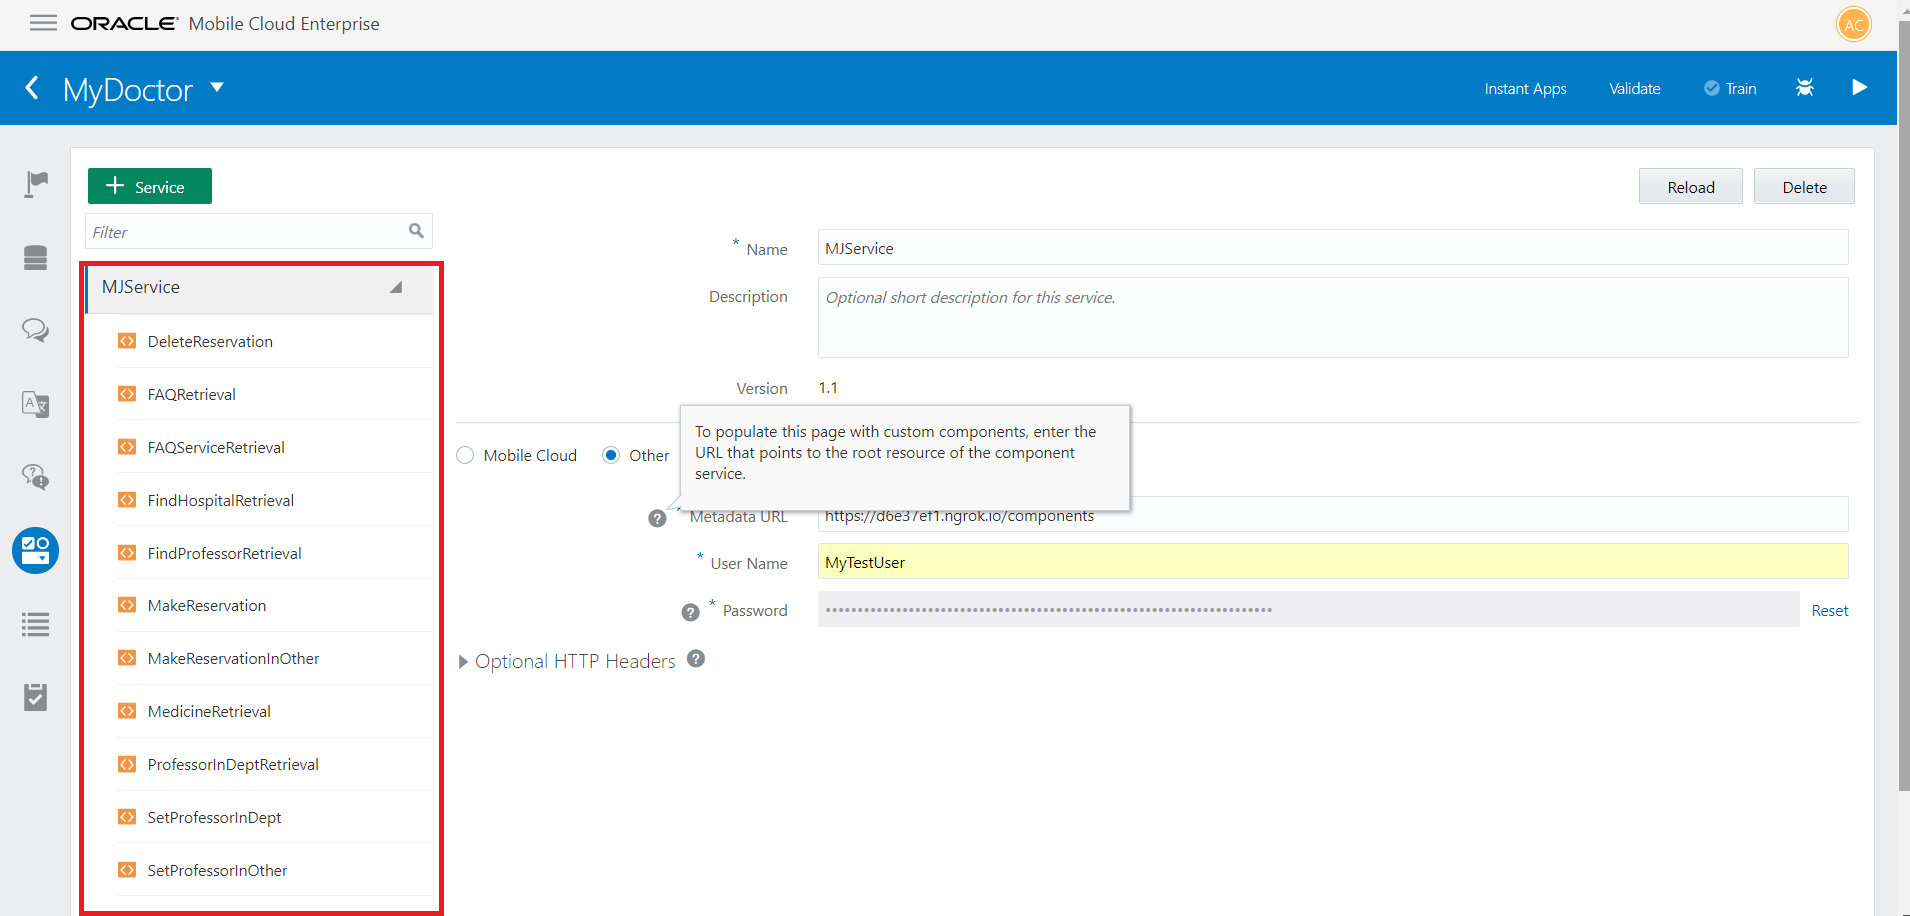 ORACLE® Mobile Cloud Enterprise
AC
MyDoctor
Instant Apps
Validate
Train
Service
Reload
Delete
Filter
MJService
DeleteReservation
FAQRetrieval
FAQServiceRetrieval
FindHospitalRetrieval
FindProfessorRetrieval
MakeReservation
MakeReservationInOther
MedicineRetrieval
ProfessorInDeptRetrieval
SetProfessorInDept
SetProfessorInOther
* Name MJService
Description Optional short description for this service.
Version 1.1
Mobile Cloud Other
To populate this page with custom components, enter the
URL that points to the root resource of the component
service.
? * Metadata URL https://d6e37ef1.ngrok.io/components
* User Name MyTestUser
? * Password •••••••••••••••••••••••••••••••••••••••••••••••••••••••••••••••••••••• Reset
Optional HTTP Headers ?